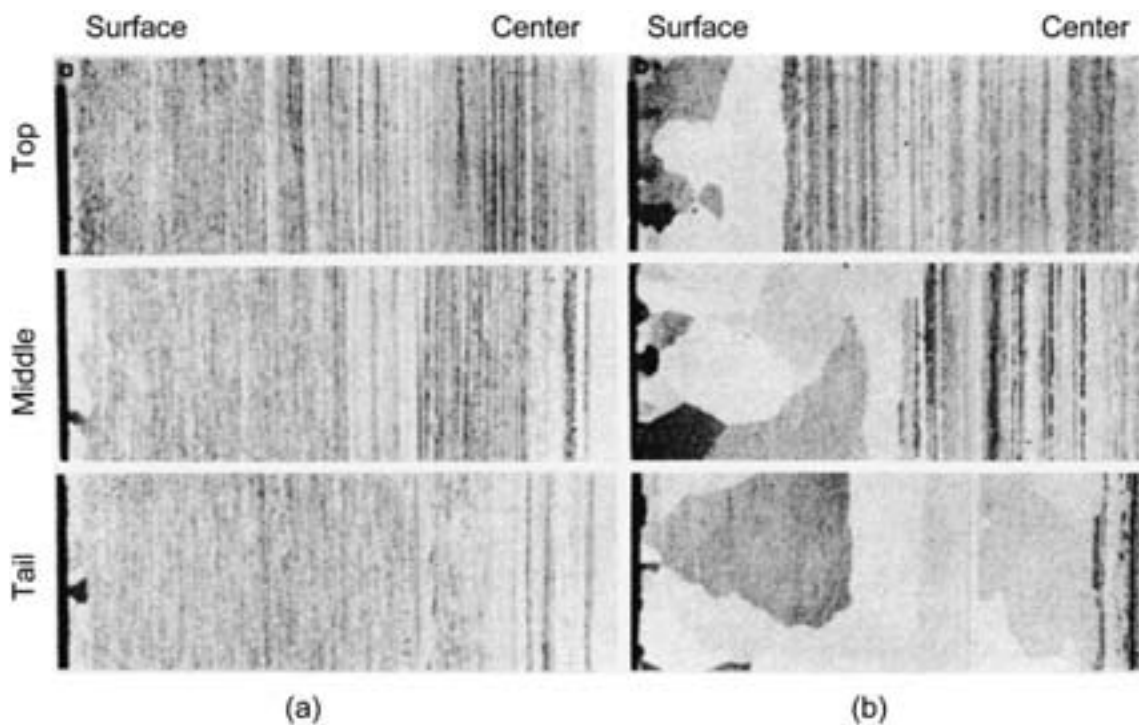 Surface Center Surface Center
Top
Middle
Tail
(a) (b)